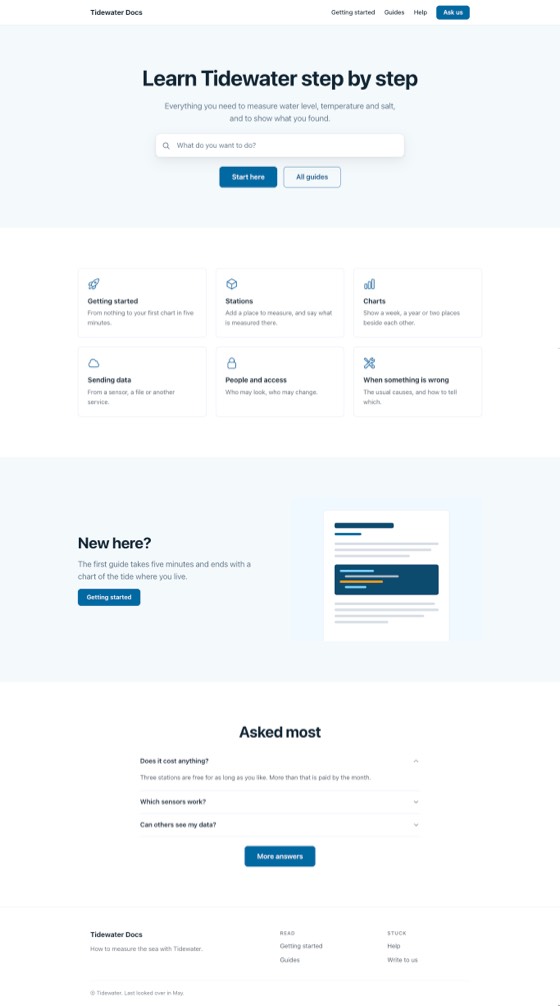 Tidewater Docs
Getting started Guides Help Ask us
Learn Tidewater step by step
Everything you need to measure water level, temperature and salt,
and to show what you found.
What do you want to do?
Start here All guides
Getting started
From nothing to your first chart in five
minutes.
Stations
Add a place to measure, and say what
is measured there.
Charts
Show a week, a year or two places
beside each other.
Sending data
From a sensor, a file or another
service.
People and access
Who may look, who may change.
When something is wrong
The usual causes, and how to tell
which.
New here?
The first guide takes five minutes and ends with a
chart of the tide where you live.
Getting started
Asked most
Does it cost anything?
Three stations are free for as long as you like. More than that is paid by the month.
Which sensors work?
Can others see my data?
More answers
Tidewater Docs
How to measure the sea with Tidewater.
READ
Getting started
Guides
STUCK
Help
Write to us
© Tidewater. Last looked over in May.